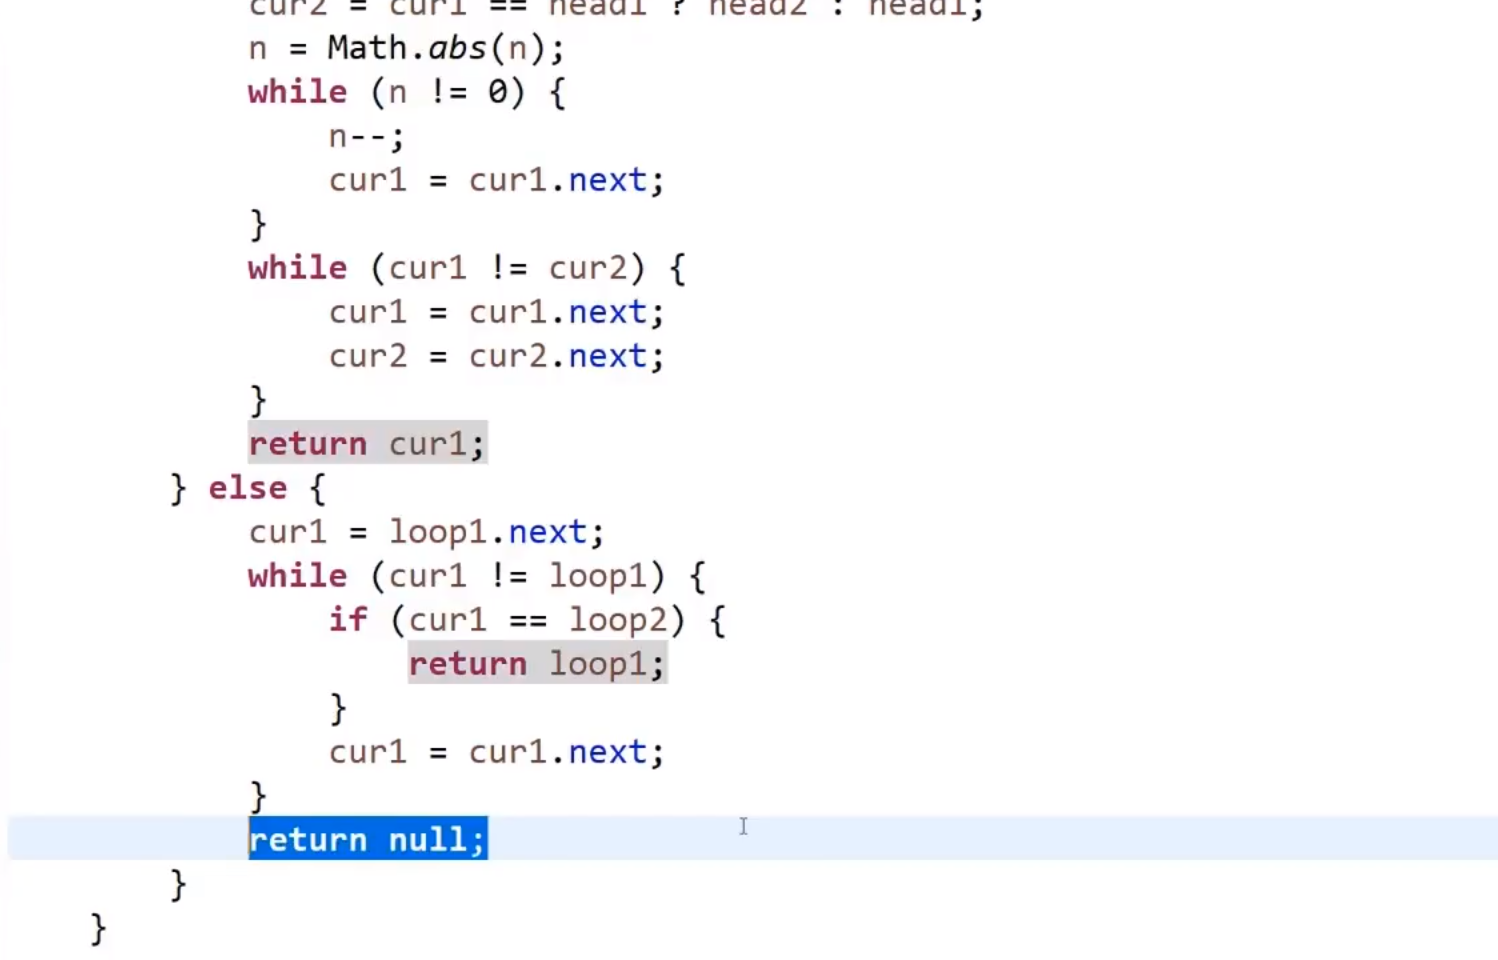 cur2 = cur1 == head1 ? head2 : head1;
n = Math.abs(n);
while (n != 0) {
n--;
cur1 = cur1.next;
}
while (cur1 != cur2) {
cur1 = cur1.next;
cur2 = cur2.next;
}
return cur1;
} else {
cur1 = loop1.next;
while (cur1 != loop1) {
if (cur1 == loop2) {
return loop1;
}
cur1 = cur1.next;
}
return null;
}
}